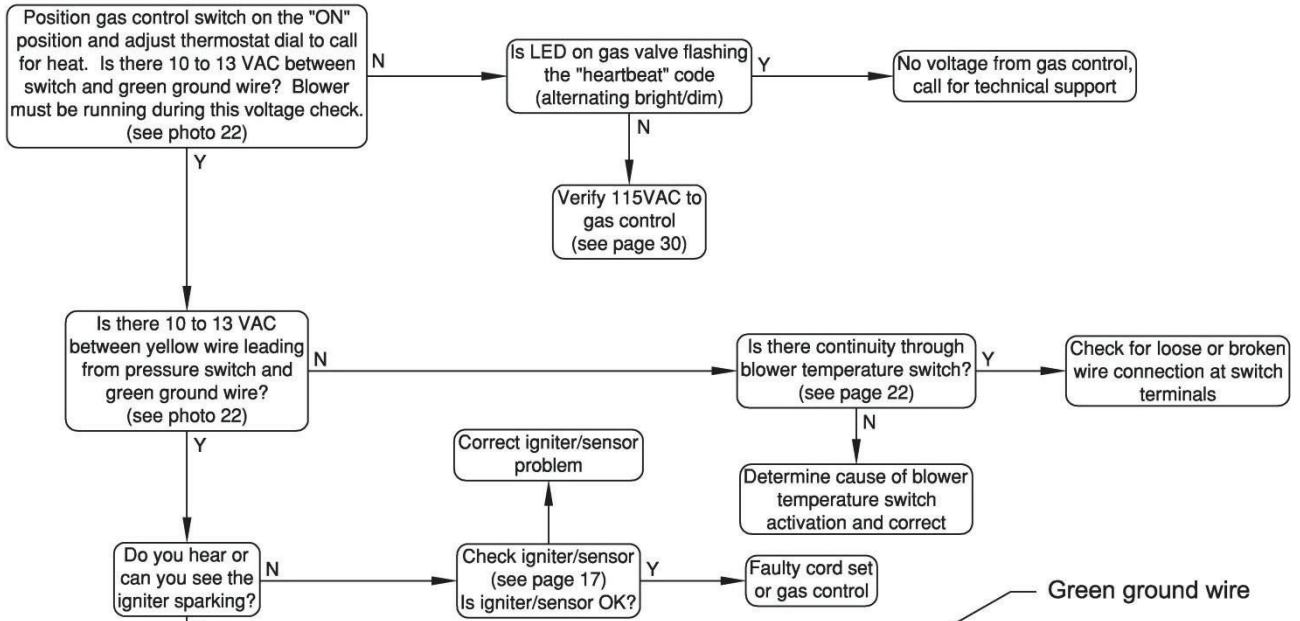 Position gas control switch on the "ON"
position and adjust thermostat dial to call
for heat. Is there 10 to 13 VAC between
switch and green ground wire? Blower
must be running during this voltage check.
(see photo 22)
N
Is LED on gas valve flashing
the "heartbeat" code
(alternating bright/dim)
Y
No voltage from gas control,
call for technical support
Y
N
Verify 115VAC to
gas control
(see page 30)
Is there 10 to 13 VAC
between yellow wire leading
from pressure switch and
green ground wire?
(see photo 22)
N
Is there continuity through
blower temperature switch?
(see page 22)
Y
Check for loose or broken
wire connection at switch
terminals
Y
N
Correct igniter/sensor
problem
Determine cause of blower
temperature switch
activation and correct
Do you hear or
can you see the
igniter sparking?
N
Check igniter/sensor
(see page 17)
Is igniter/sensor OK?
Y
Faulty cord set
or gas control
Green ground wire